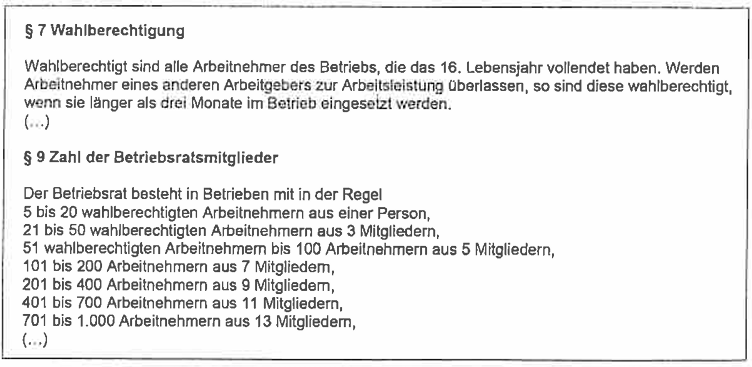 § 7 Wahlberechtigung
Wahlberechtigt sind alle Arbeitnehmer des Betriebs, die das 16. Lebensjahr vollendet haben. Werden
Arbeitnehmer eines anderen Arbeitgebers zur Arbeitsleistung überlassen, so sind diese wahlberechtigt,
wenn sie länger als drei Monate im Betrieb eingesetzt werden.
(...)
§ 9 Zahl der Betriebsratsmitglieder
Der Betriebsrat besteht in Betrieben mit in der Regel
5 bis 20 wahlberechtigten Arbeitnehmern aus einer Person,
21 bis 50 wahlberechtigten Arbeitnehmern aus 3 Mitgliedern,
51 wahlberechtigten Arbeitnehmern bis 100 Arbeitnehmern aus 5 Mitgliedern,
101 bis 200 Arbeitnehmern aus 7 Mitgliedern,
201 bis 400 Arbeitnehmern aus 9 Mitgliedern,
401 bis 700 Arbeitnehmern aus 11 Mitgliedern,
701 bis 1.000 Arbeitnehmern aus 13 Mitgliedern,
(...)